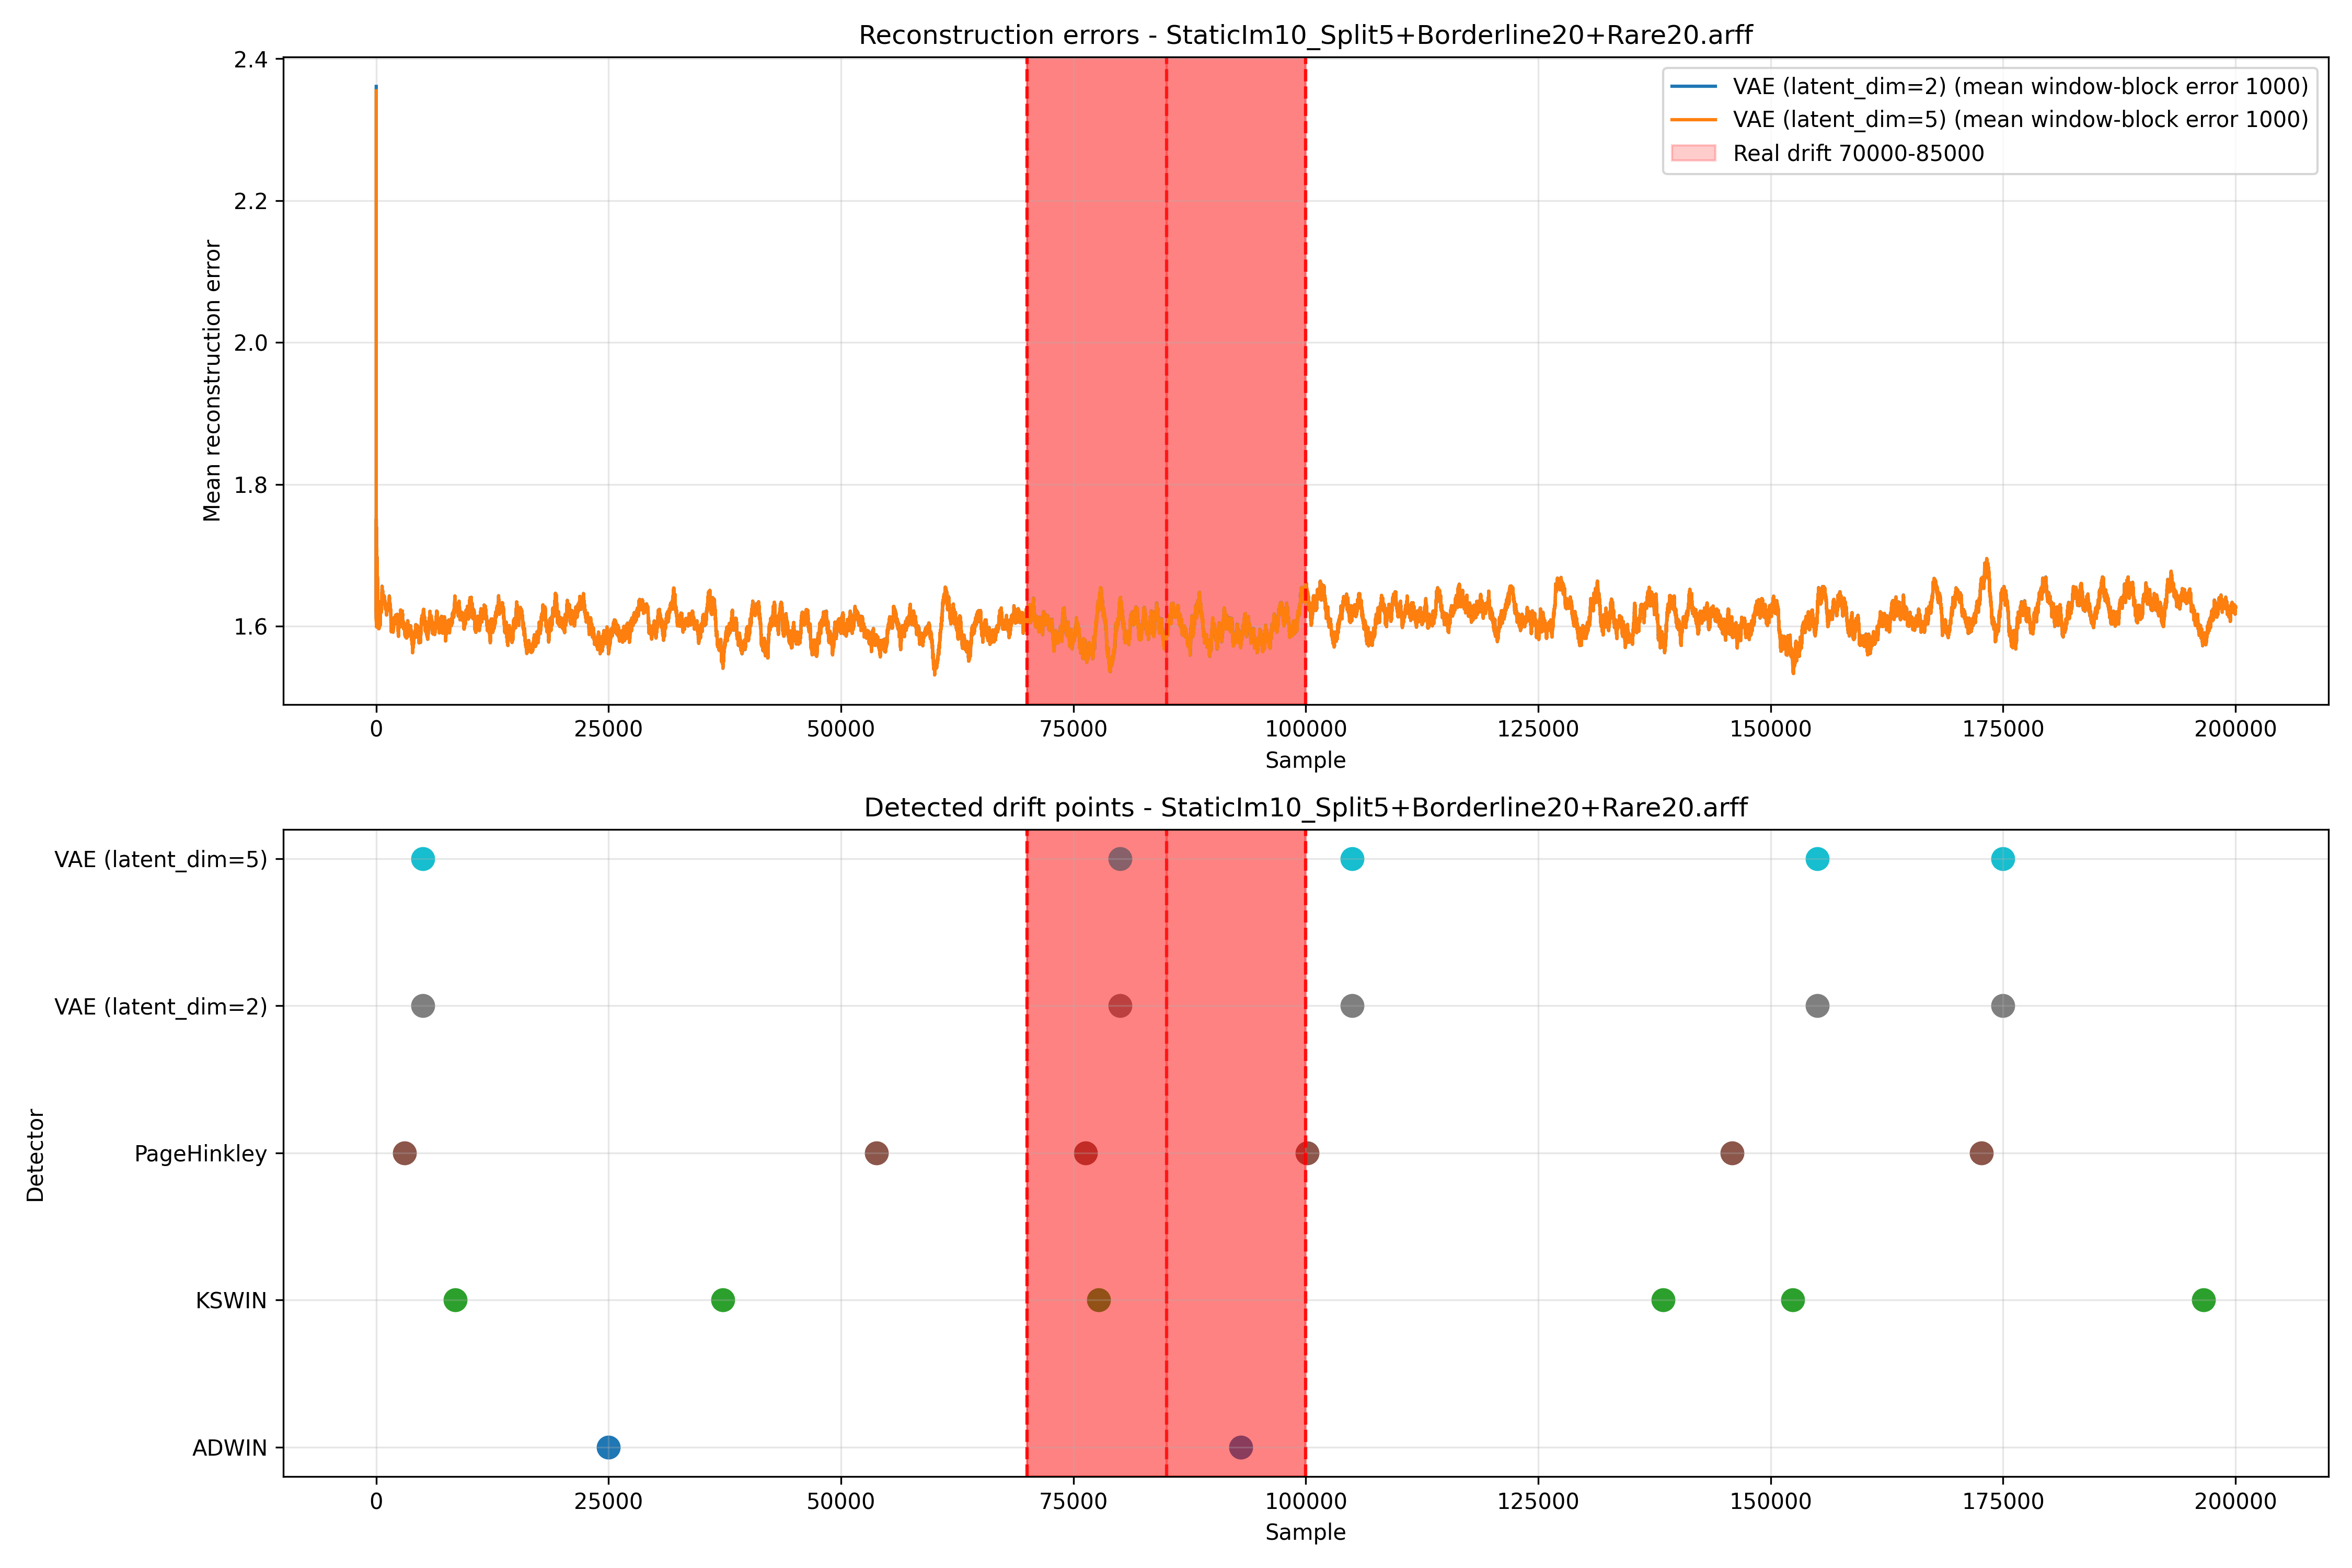 Reconstruction errors - StaticIm10_Split5+Borderline20+Rare20.arff
2.4
2.2
2.0
1.8
1.6
Mean reconstruction error
VAE (latent_dim=2) (mean window-block error 1000)
VAE (latent_dim=5) (mean window-block error 1000)
Real drift 70000-85000
0 25000 50000 75000 100000 125000 150000 175000 200000
Sample
Detected drift points - StaticIm10_Split5+Borderline20+Rare20.arff
VAE (latent_dim=5)
VAE (latent_dim=2)
PageHinkley
KSWIN
ADWIN
Detector
0 25000 50000 75000 100000 125000 150000 175000 200000
Sample